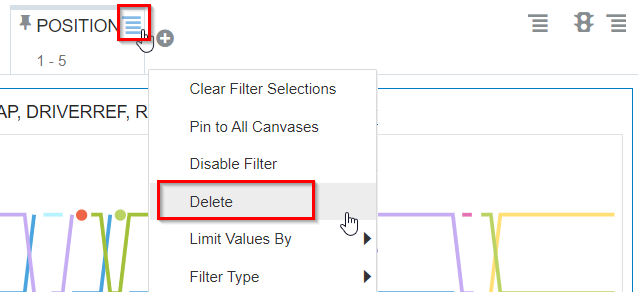 POSITION
1 - 5
Clear Filter Selections
AP, DRIVERREF, R
Pin to All Canvases
Disable Filter
Delete
Limit Values By
Filter Type